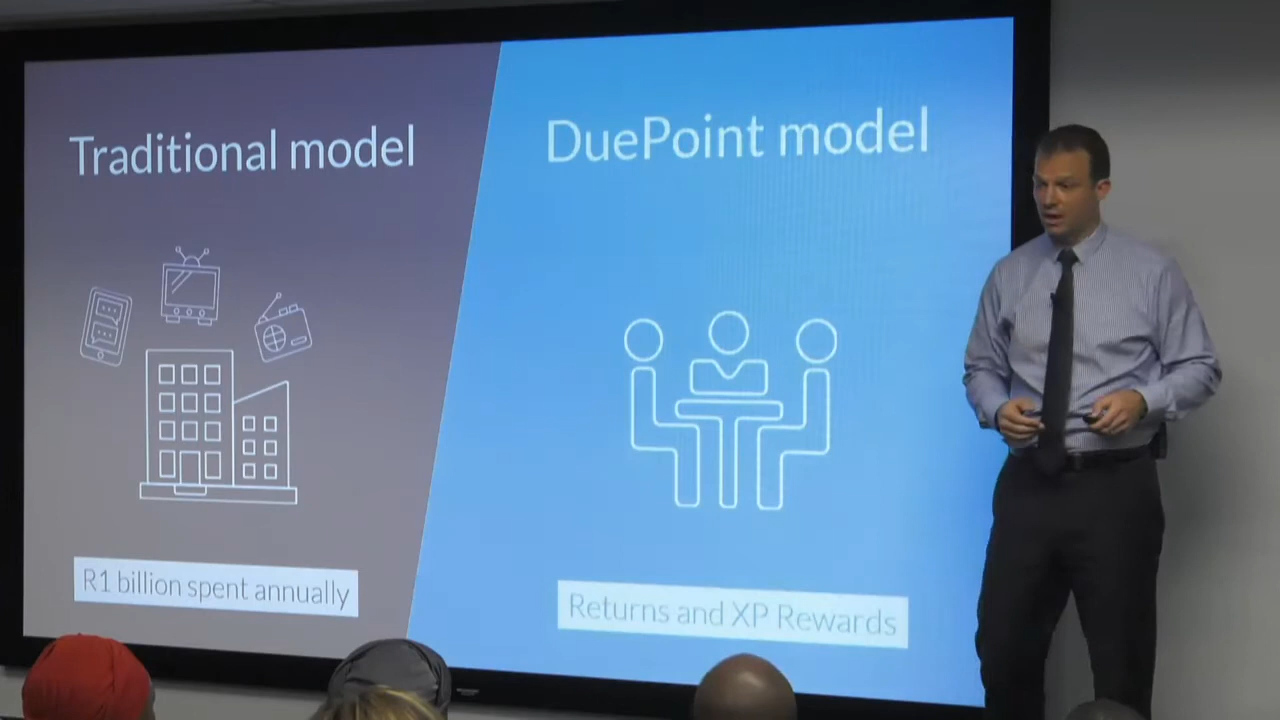 Traditional model
R1 billion spent annually
DuePoint model
Returns and XP Rewards